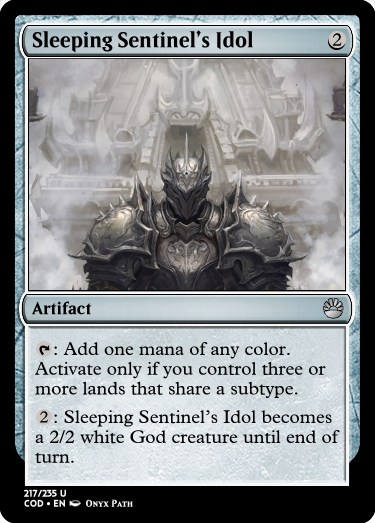 Sleeping Sentinel's Idol 2
Artifact
: Add one mana of any color.
Activate only if you control three or
more lands that share a subtype.
2: Sleeping Sentinel's Idol becomes
a 2/2 white God creature until end of
turn.
217/235 U
COD • EN Onyx Path